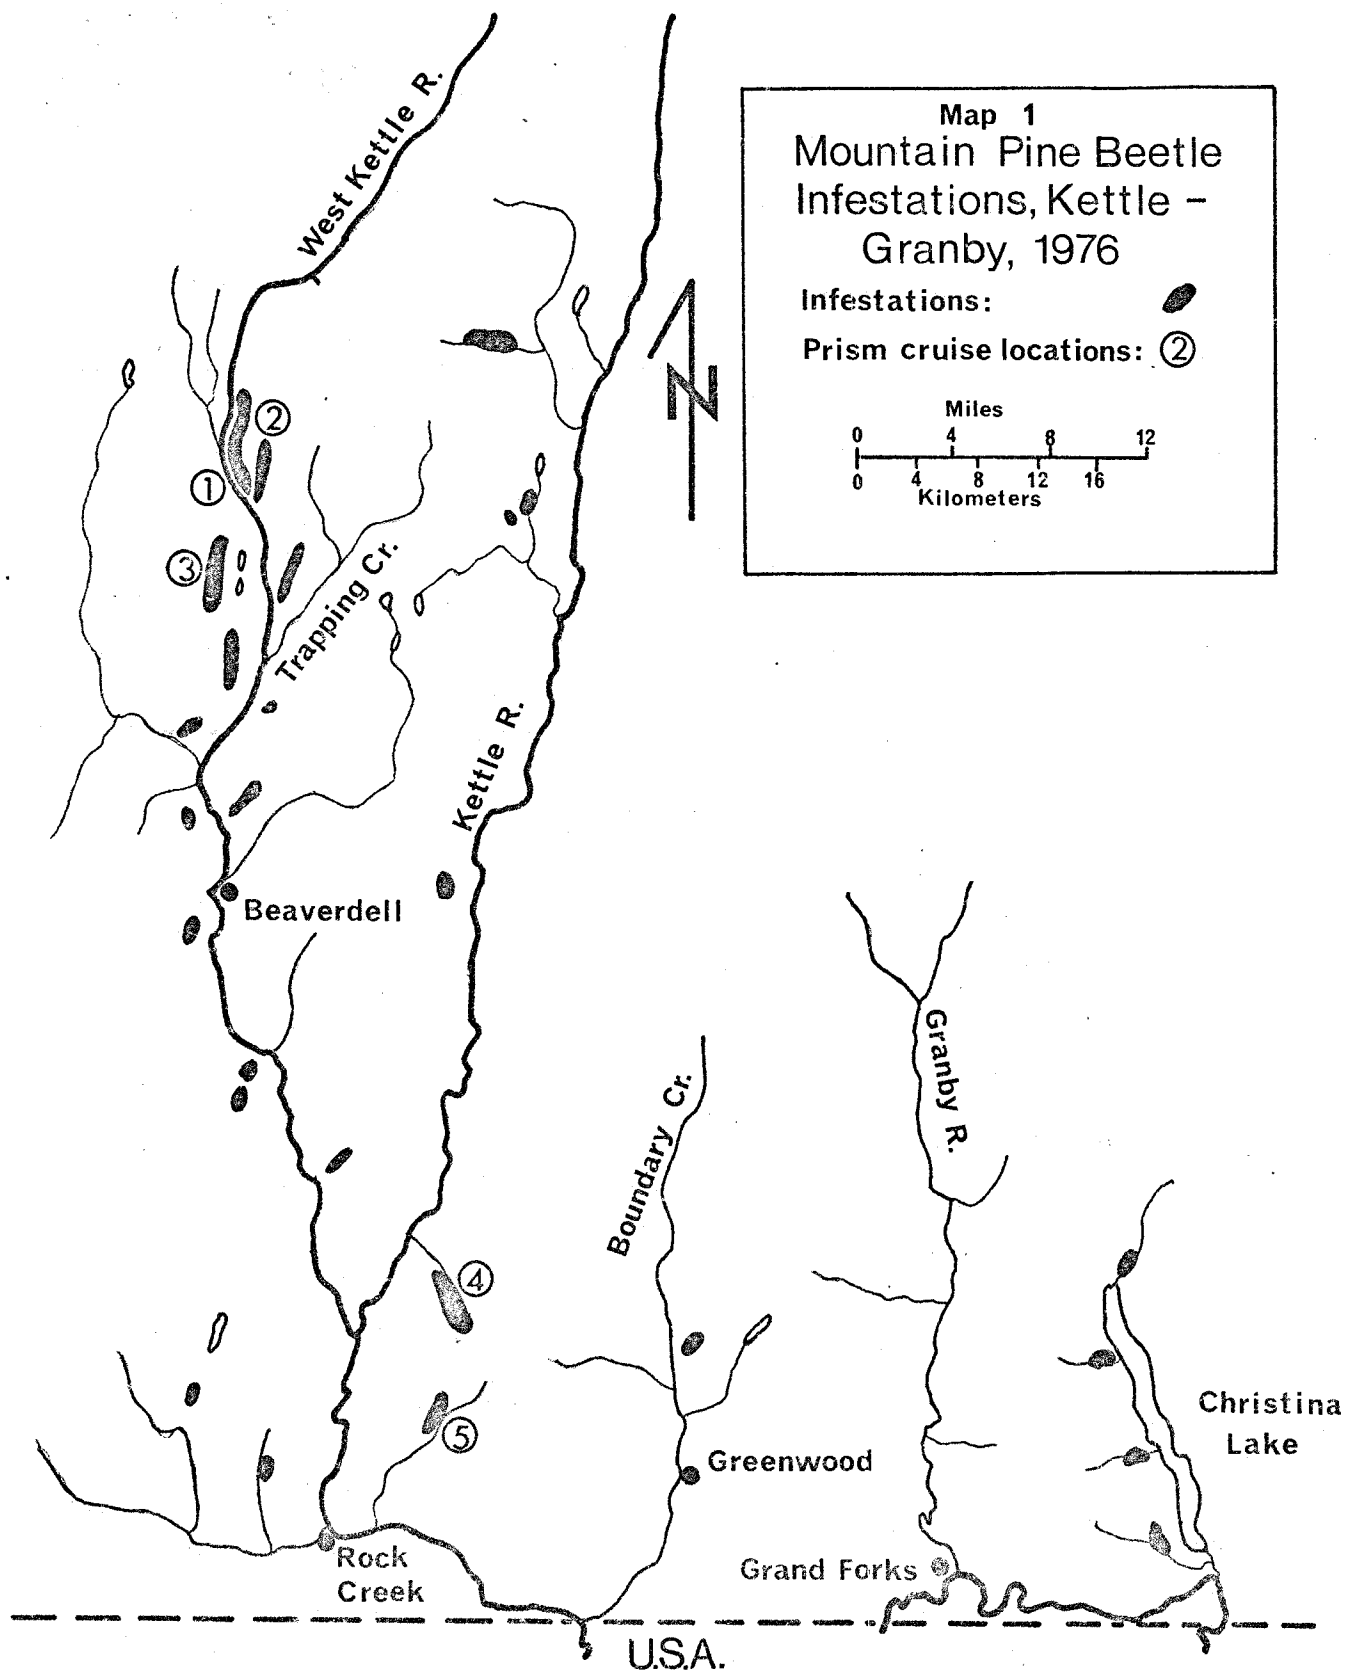 Map 1
Mountain Pine Beetle
Infestations, Kettle -
Granby, 1976
Infestations:
Prism cruise locations: 2
Miles
0 4 8 12
0 4 8 12 16
Kilometers
N
West Kettle R.
2
1
3
Trapping Cr.
Kettle R.
Beaverdell
Granby R.
Boundary Cr.
4
Christina
Lake
5
Greenwood
Rock
Creek
Grand Forks
U.S.A.